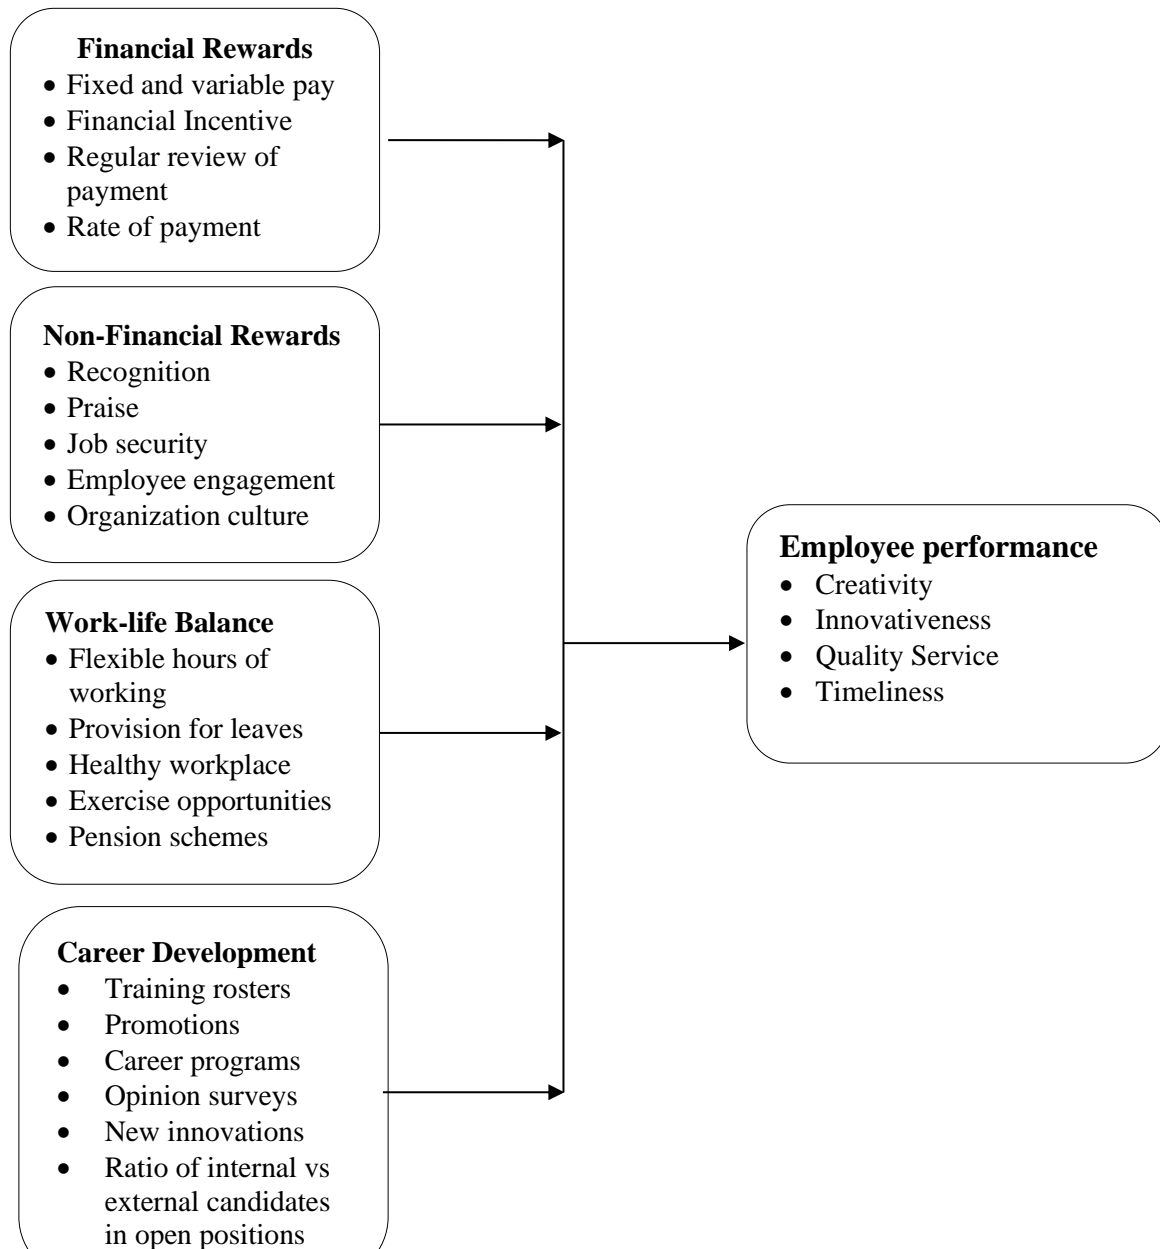 Financial Rewards
• Fixed and variable pay
• Financial Incentive
• Regular review of
payment
• Rate of payment
Non-Financial Rewards
• Recognition
• Praise
• Job security
• Employee engagement
• Organization culture
Work-life Balance
• Flexible hours of
working
• Provision for leaves
• Healthy workplace
• Exercise opportunities
• Pension schemes
Career Development
• Training rosters
• Promotions
• Career programs
• Opinion surveys
• New innovations
• Ratio of internal vs
external candidates
in open positions
Employee performance
• Creativity
• Innovativeness
• Quality Service
• Timeliness